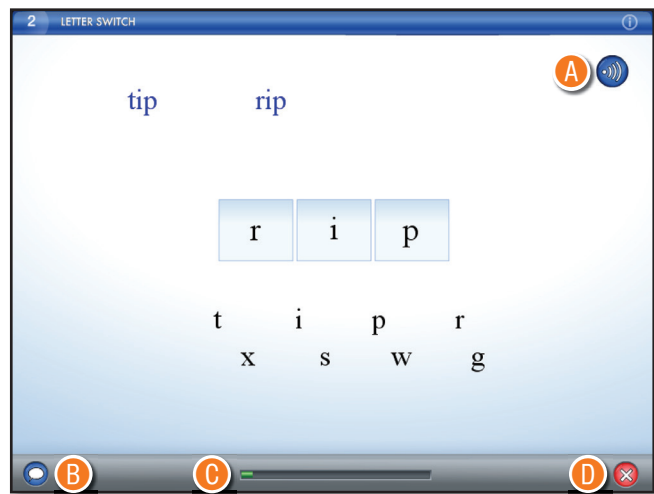 2 LETTER SWITCH i
A
tip rip
r i p
t i p r
x s w g
B C D